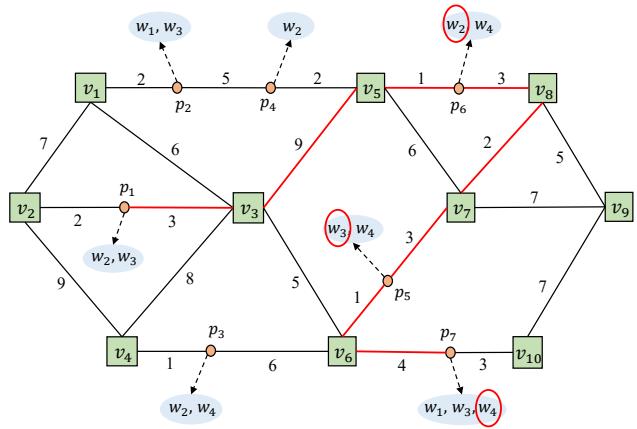 w₁, w₃
w₂
w₂, w₄
v₁
2
p₂
5
p₄
2
v₅
1
p₆
3
v₈
7
6
9
6
2
5
v₂
2
p₁
3
v₃
v₇
7
v₉
w₂, w₃
w₃, w₄
3
9
8
5
1
p₅
7
v₄
1
p₃
6
v₆
4
p₇
3
v₁₀
w₂, w₄
w₁, w₃, w₄